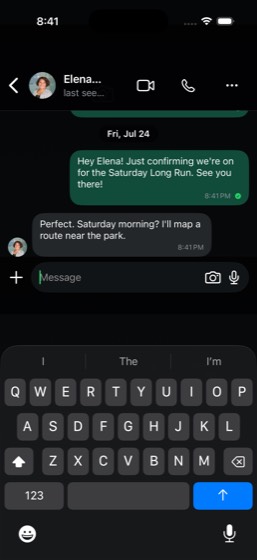 8:41
Elena...
last see...
Fri, Jul 24
Hey Elena! Just confirming we're on
for the Saturday Long Run. See you
there!
8:41 PM
Perfect. Saturday morning? I'll map a
route near the park.
8:41 PM
Message
I The I'm
Q W E R T Y U I O P
A S D F G H J K L
Z X C V B N M
123